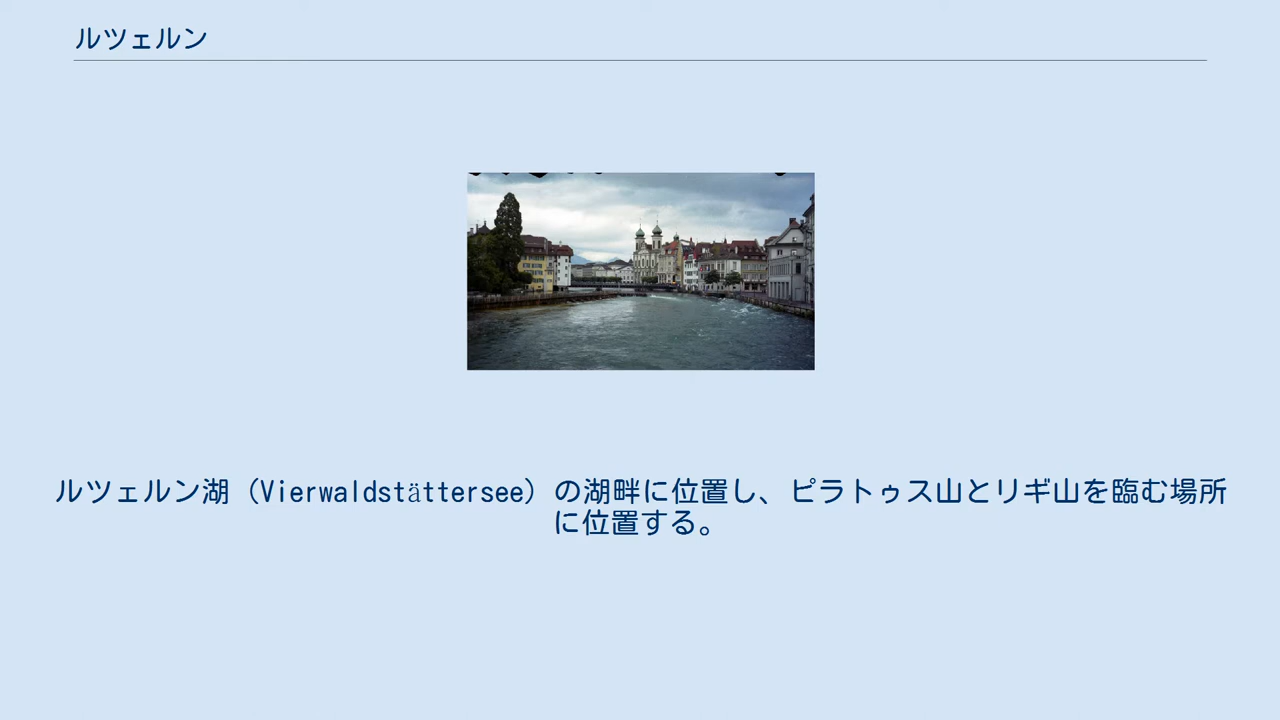 ルツェルン
ルツェルン湖（Vierwaldstättersee）の湖畔に位置し、ピラトゥス山とリギ山を臨む場所
に位置する。